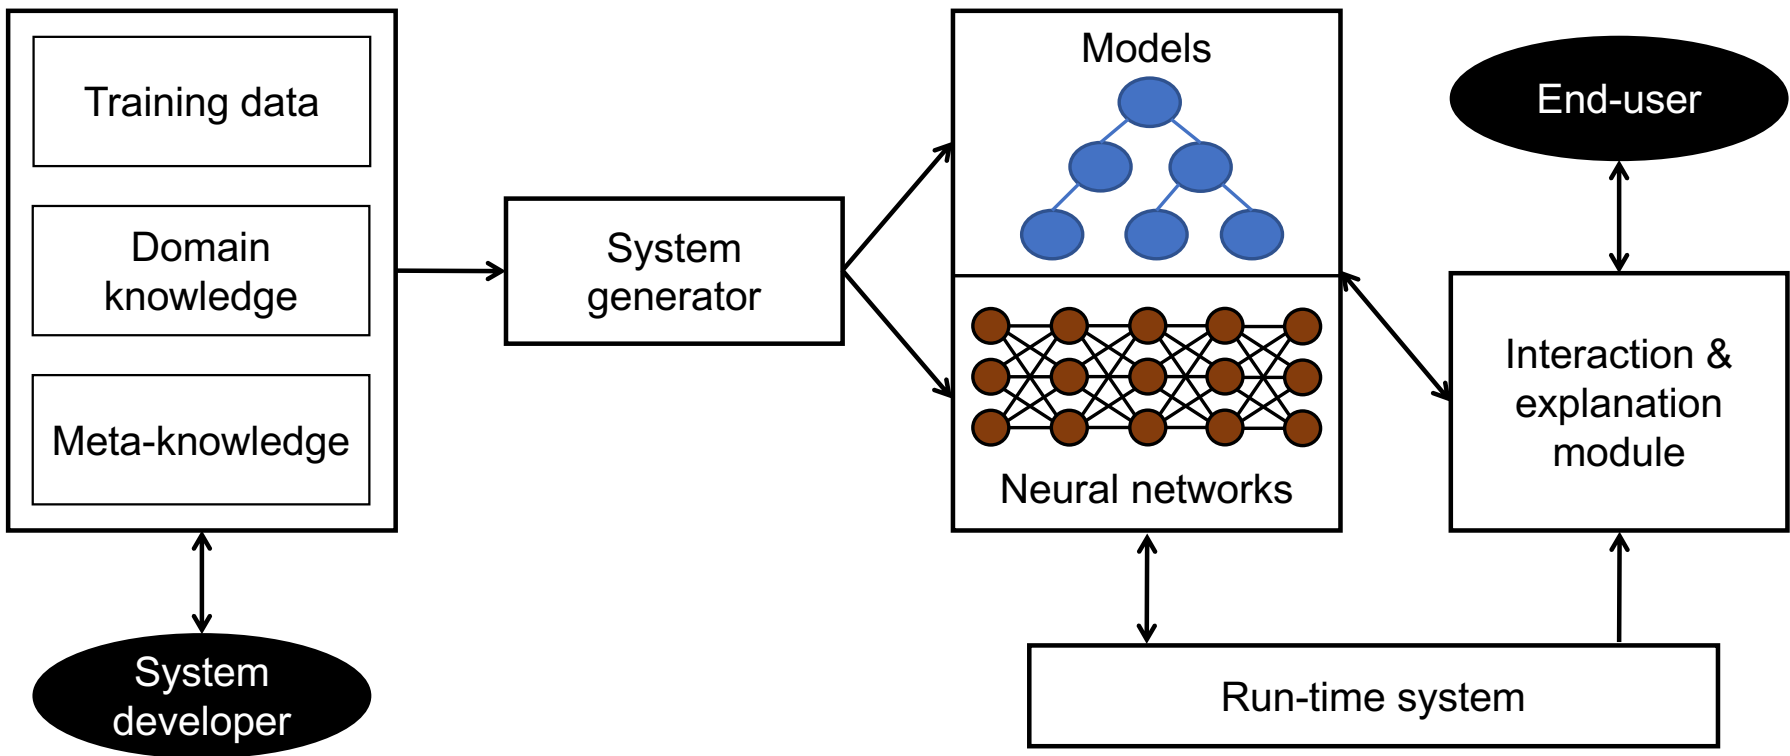 Training data
Domain
knowledge
Meta-knowledge
System
developer
System
generator
Models
Neural networks
End-user
Interaction &
explanation
module
Run-time system